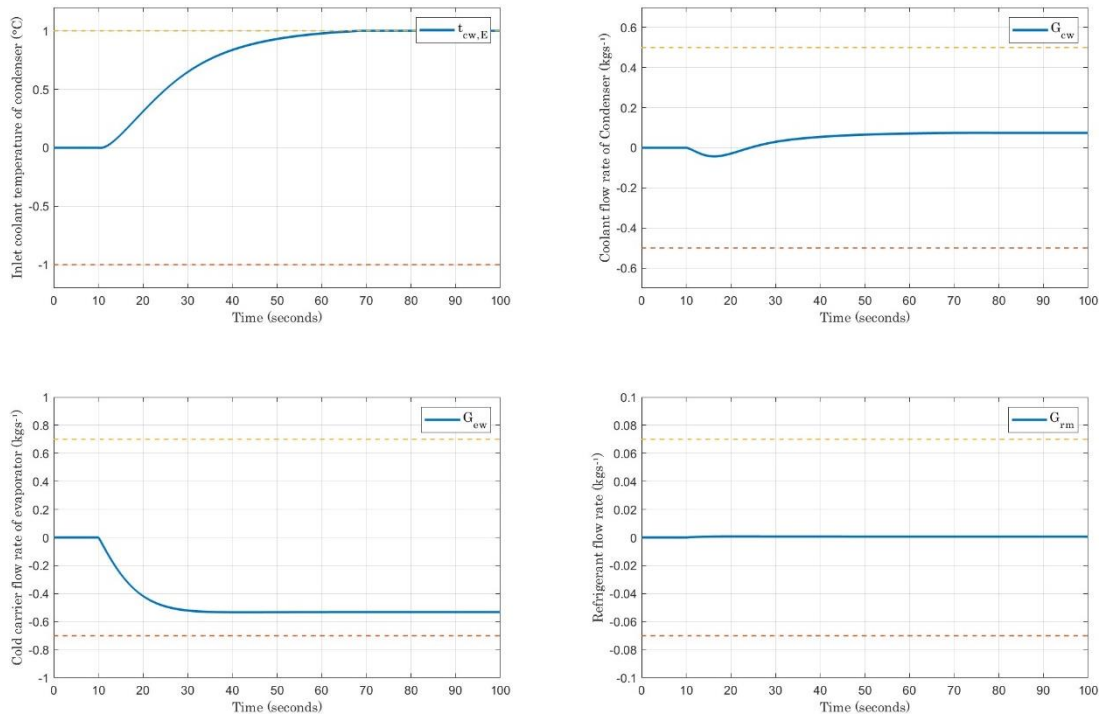 Inlet coolant temperature of condenser (°C)
1
0.5
0
-0.5
-1
t_cw,E
0 10 20 30 40 50 60 70 80 90 100
Time (seconds)
Coolant flow rate of Condenser (kgs⁻¹)
0.6
0.4
0.2
0
-0.2
-0.4
-0.6
G_cw
0 10 20 30 40 50 60 70 80 90 100
Time (seconds)
Cold carrier flow rate of evaporator (kgs⁻¹)
1
0.8
0.6
0.4
0.2
0
-0.2
-0.4
-0.6
-0.8
-1
G_ew
0 10 20 30 40 50 60 70 80 90 100
Time (seconds)
Refrigerant flow rate (kgs⁻¹)
0.1
0.08
0.06
0.04
0.02
0
-0.02
-0.04
-0.06
-0.08
-0.1
G_rm
0 10 20 30 40 50 60 70 80 90 100
Time (seconds)